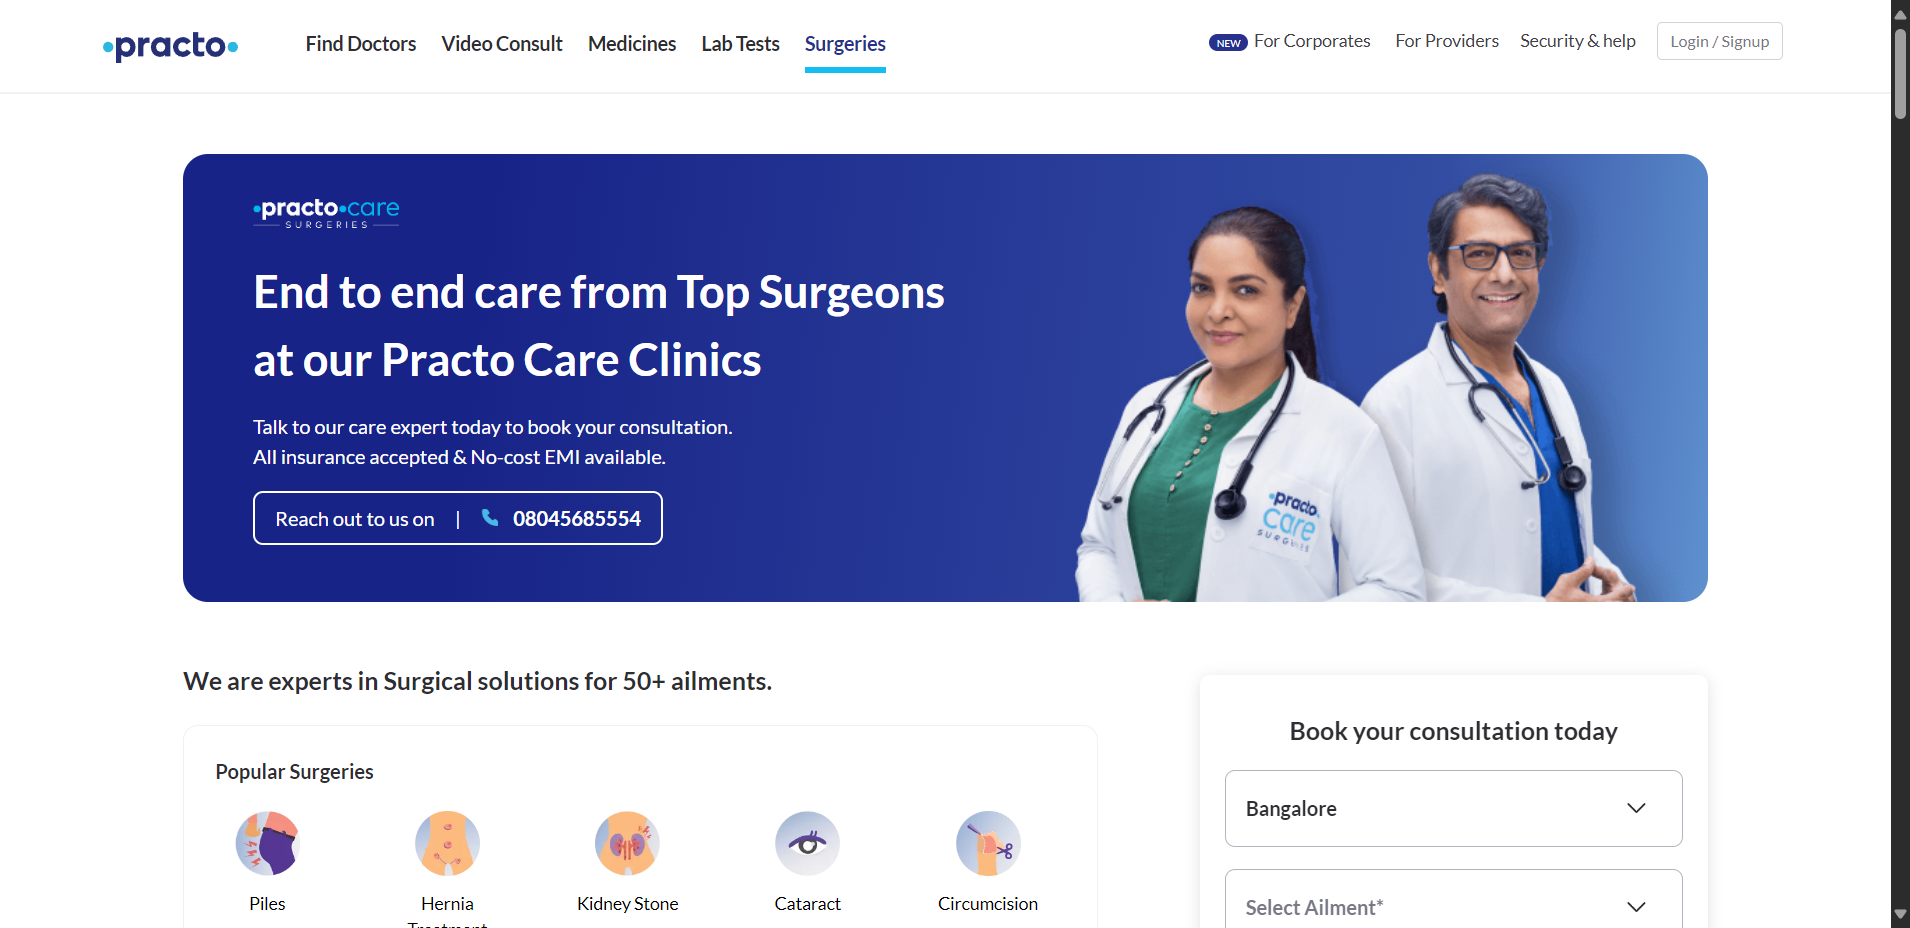 practo
Find Doctors
Video Consult
Medicines
Lab Tests
Surgeries
NEW For Corporates
For Providers
Security & help
Login / Signup
practo care
SURGERIES
End to end care from Top Surgeons
at our Practo Care Clinics
Talk to our care expert today to book your consultation.
All insurance accepted & No-cost EMI available.
Reach out to us on | 08045685554
practo
care
SURGERIES
We are experts in Surgical solutions for 50+ ailments.
Popular Surgeries
Piles
Hernia
Treatment
Kidney Stone
Cataract
Circumcision
Book your consultation today
Bangalore
Select Ailment*